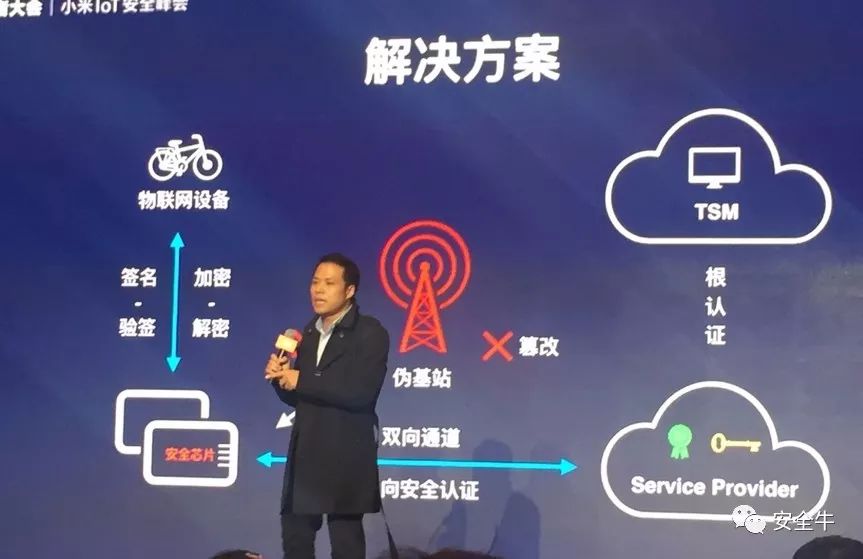 大会 | 小米IoT安全峰会
解决方案
物联网设备
TSM
签名 加密
- -
验签 解密
根认证
篡改
伪基站
安全芯片
双向通道
向安全认证
Service Provider
安全牛